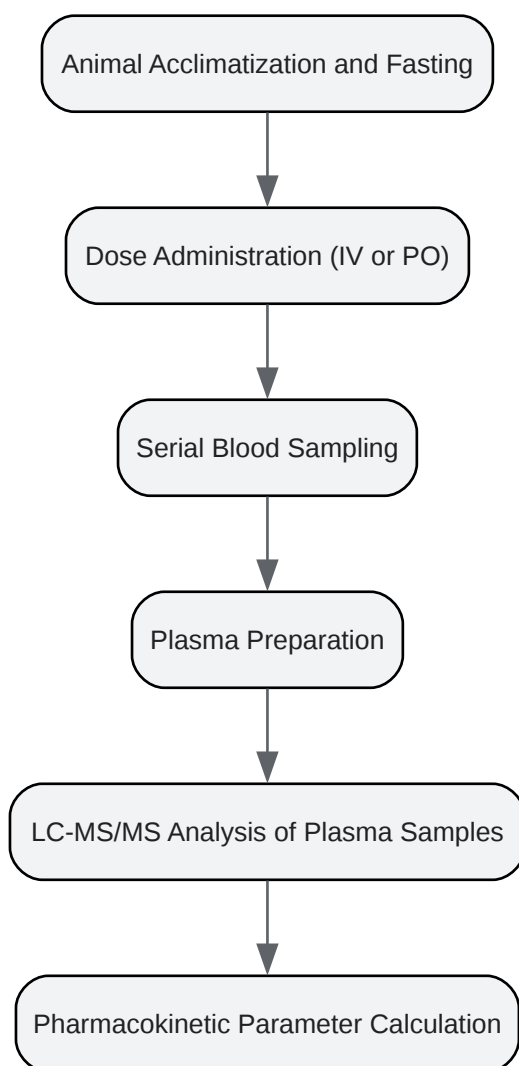 Animal Acclimatization and Fasting
Dose Administration (IV or PO)
Serial Blood Sampling
Plasma Preparation
LC-MS/MS Analysis of Plasma Samples
Pharmacokinetic Parameter Calculation